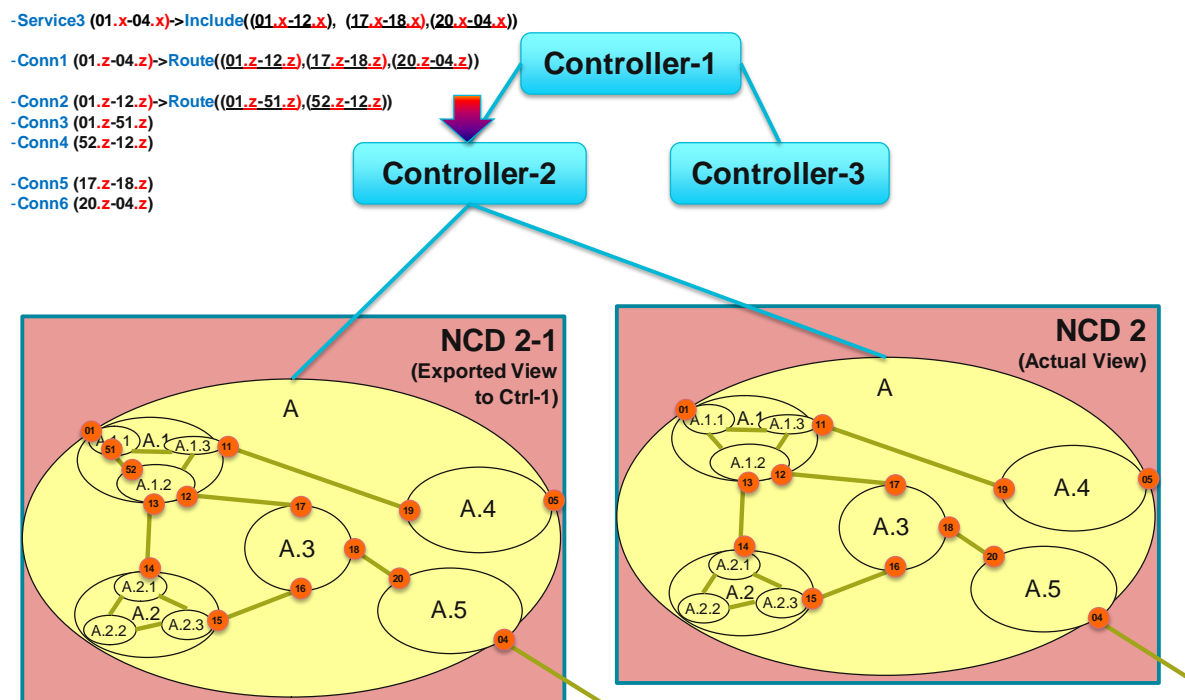 -Service3 (01.x-04.x)->Include((01.x-12.x), (17.x-18.x),(20.x-04.x))
-Conn1 (01.z-04.z)->Route((01.z-12.z),(17.z-18.z),(20.z-04.z))
-Conn2 (01.z-12.z)->Route((01.z-51.z),(52.z-12.z))
-Conn3 (01.z-51.z)
-Conn4 (52.z-12.z)
-Conn5 (17.z-18.z)
-Conn6 (20.z-04.z)
Controller-1
Controller-2
Controller-3
NCD 2-1
(Exported View
to Ctrl-1)
A
01
A.1.1
A.1
A.1.3
11
51
52
A.1.2
13
12
17
19
A.4
05
A.3
18
14
16
20
A.5
A.2.1
A.2
A.2.2
A.2.3
15
04
NCD 2
(Actual View)
A
01
A.1.1
A.1
A.1.3
11
A.1.2
13
12
17
19
A.4
05
A.3
18
14
16
20
A.5
A.2.1
A.2
A.2.2
A.2.3
15
04